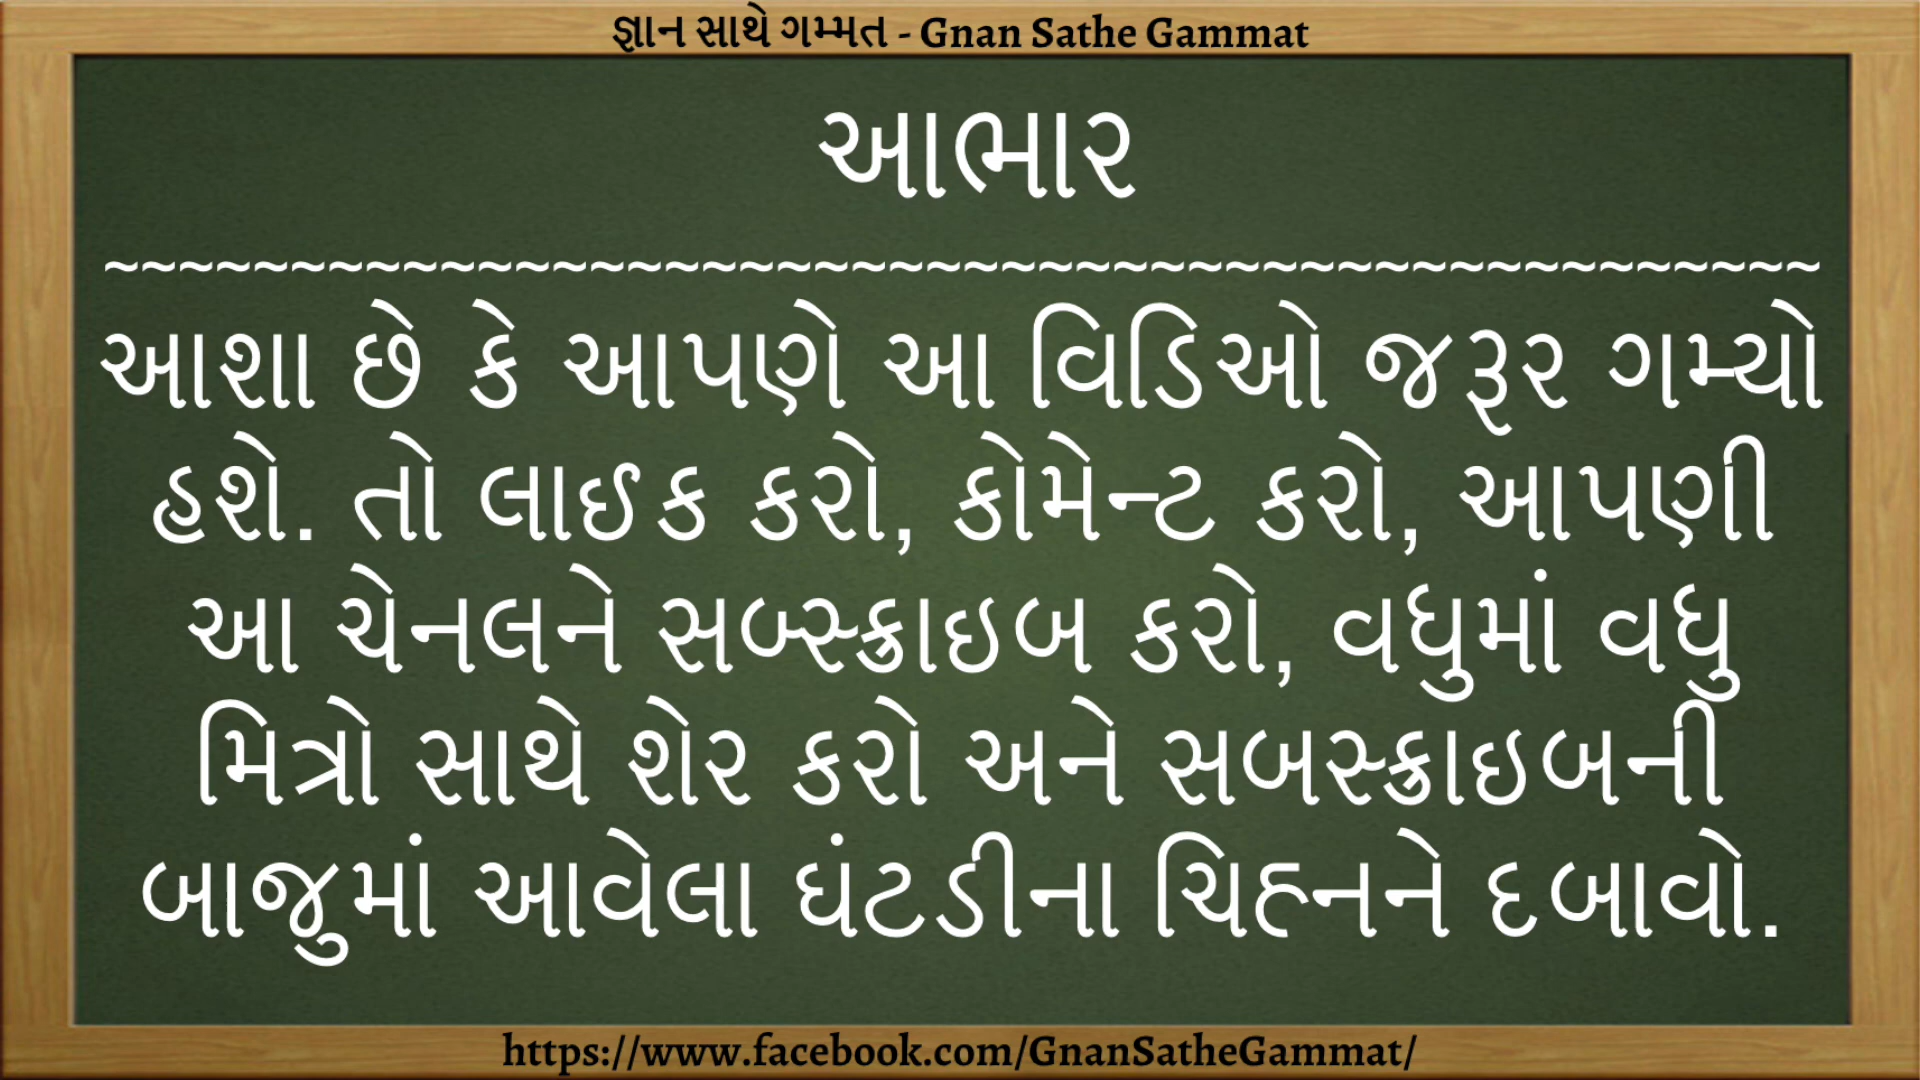 જ્ઞાન સાથે ગમ્મત - Gnan Sathe Gammat
આભાર
~~~~~~~~~~~~~~~~~~~~~~~~~~~~~~~~~~~~~~~~~~~~~~
આશા છે કે આપણે આ વિડિઓ જરૂર ગમ્યો
હશે. તો લાઈક કરો, કોમેન્ટ કરો, આપણી
આ ચેનલને સબ્સ્ક્રાઇબ કરો, વધુમાં વધુ
મિત્રો સાથે શેર કરો અને સબસ્ક્રાઇબની
બાજુમાં આવેલા ઘંટડીના ચિહ્નને દબાવો.
https://www.facebook.com/GnanSatheGammat/